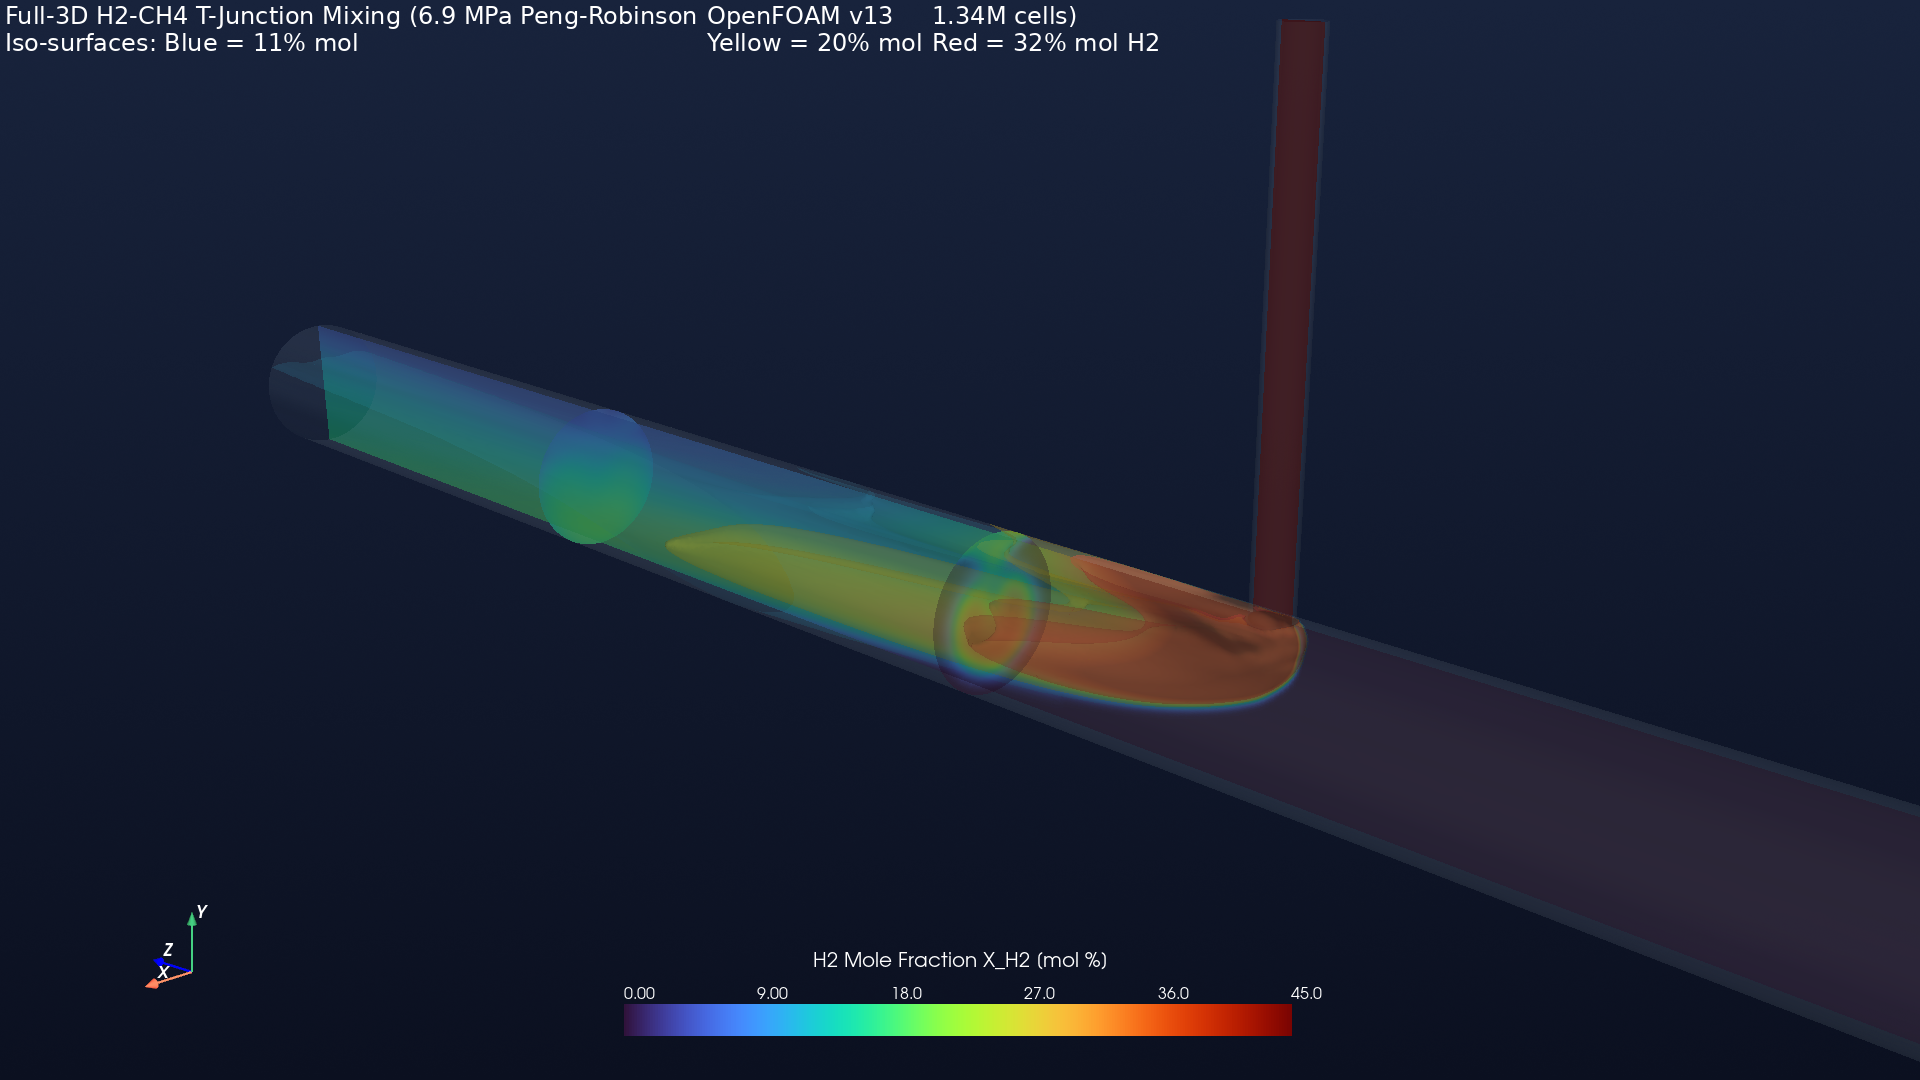 Full-3D H2-CH4 T-Junction Mixing (6.9 MPa Peng-Robinson OpenFOAM v13 1.34M cells)
Iso-surfaces: Blue = 11% mol Yellow = 20% mol Red = 32% mol H2
Y
Z
X
H2 Mole Fraction X_H2 (mol %)
0.00 9.00 18.0 27.0 36.0 45.0